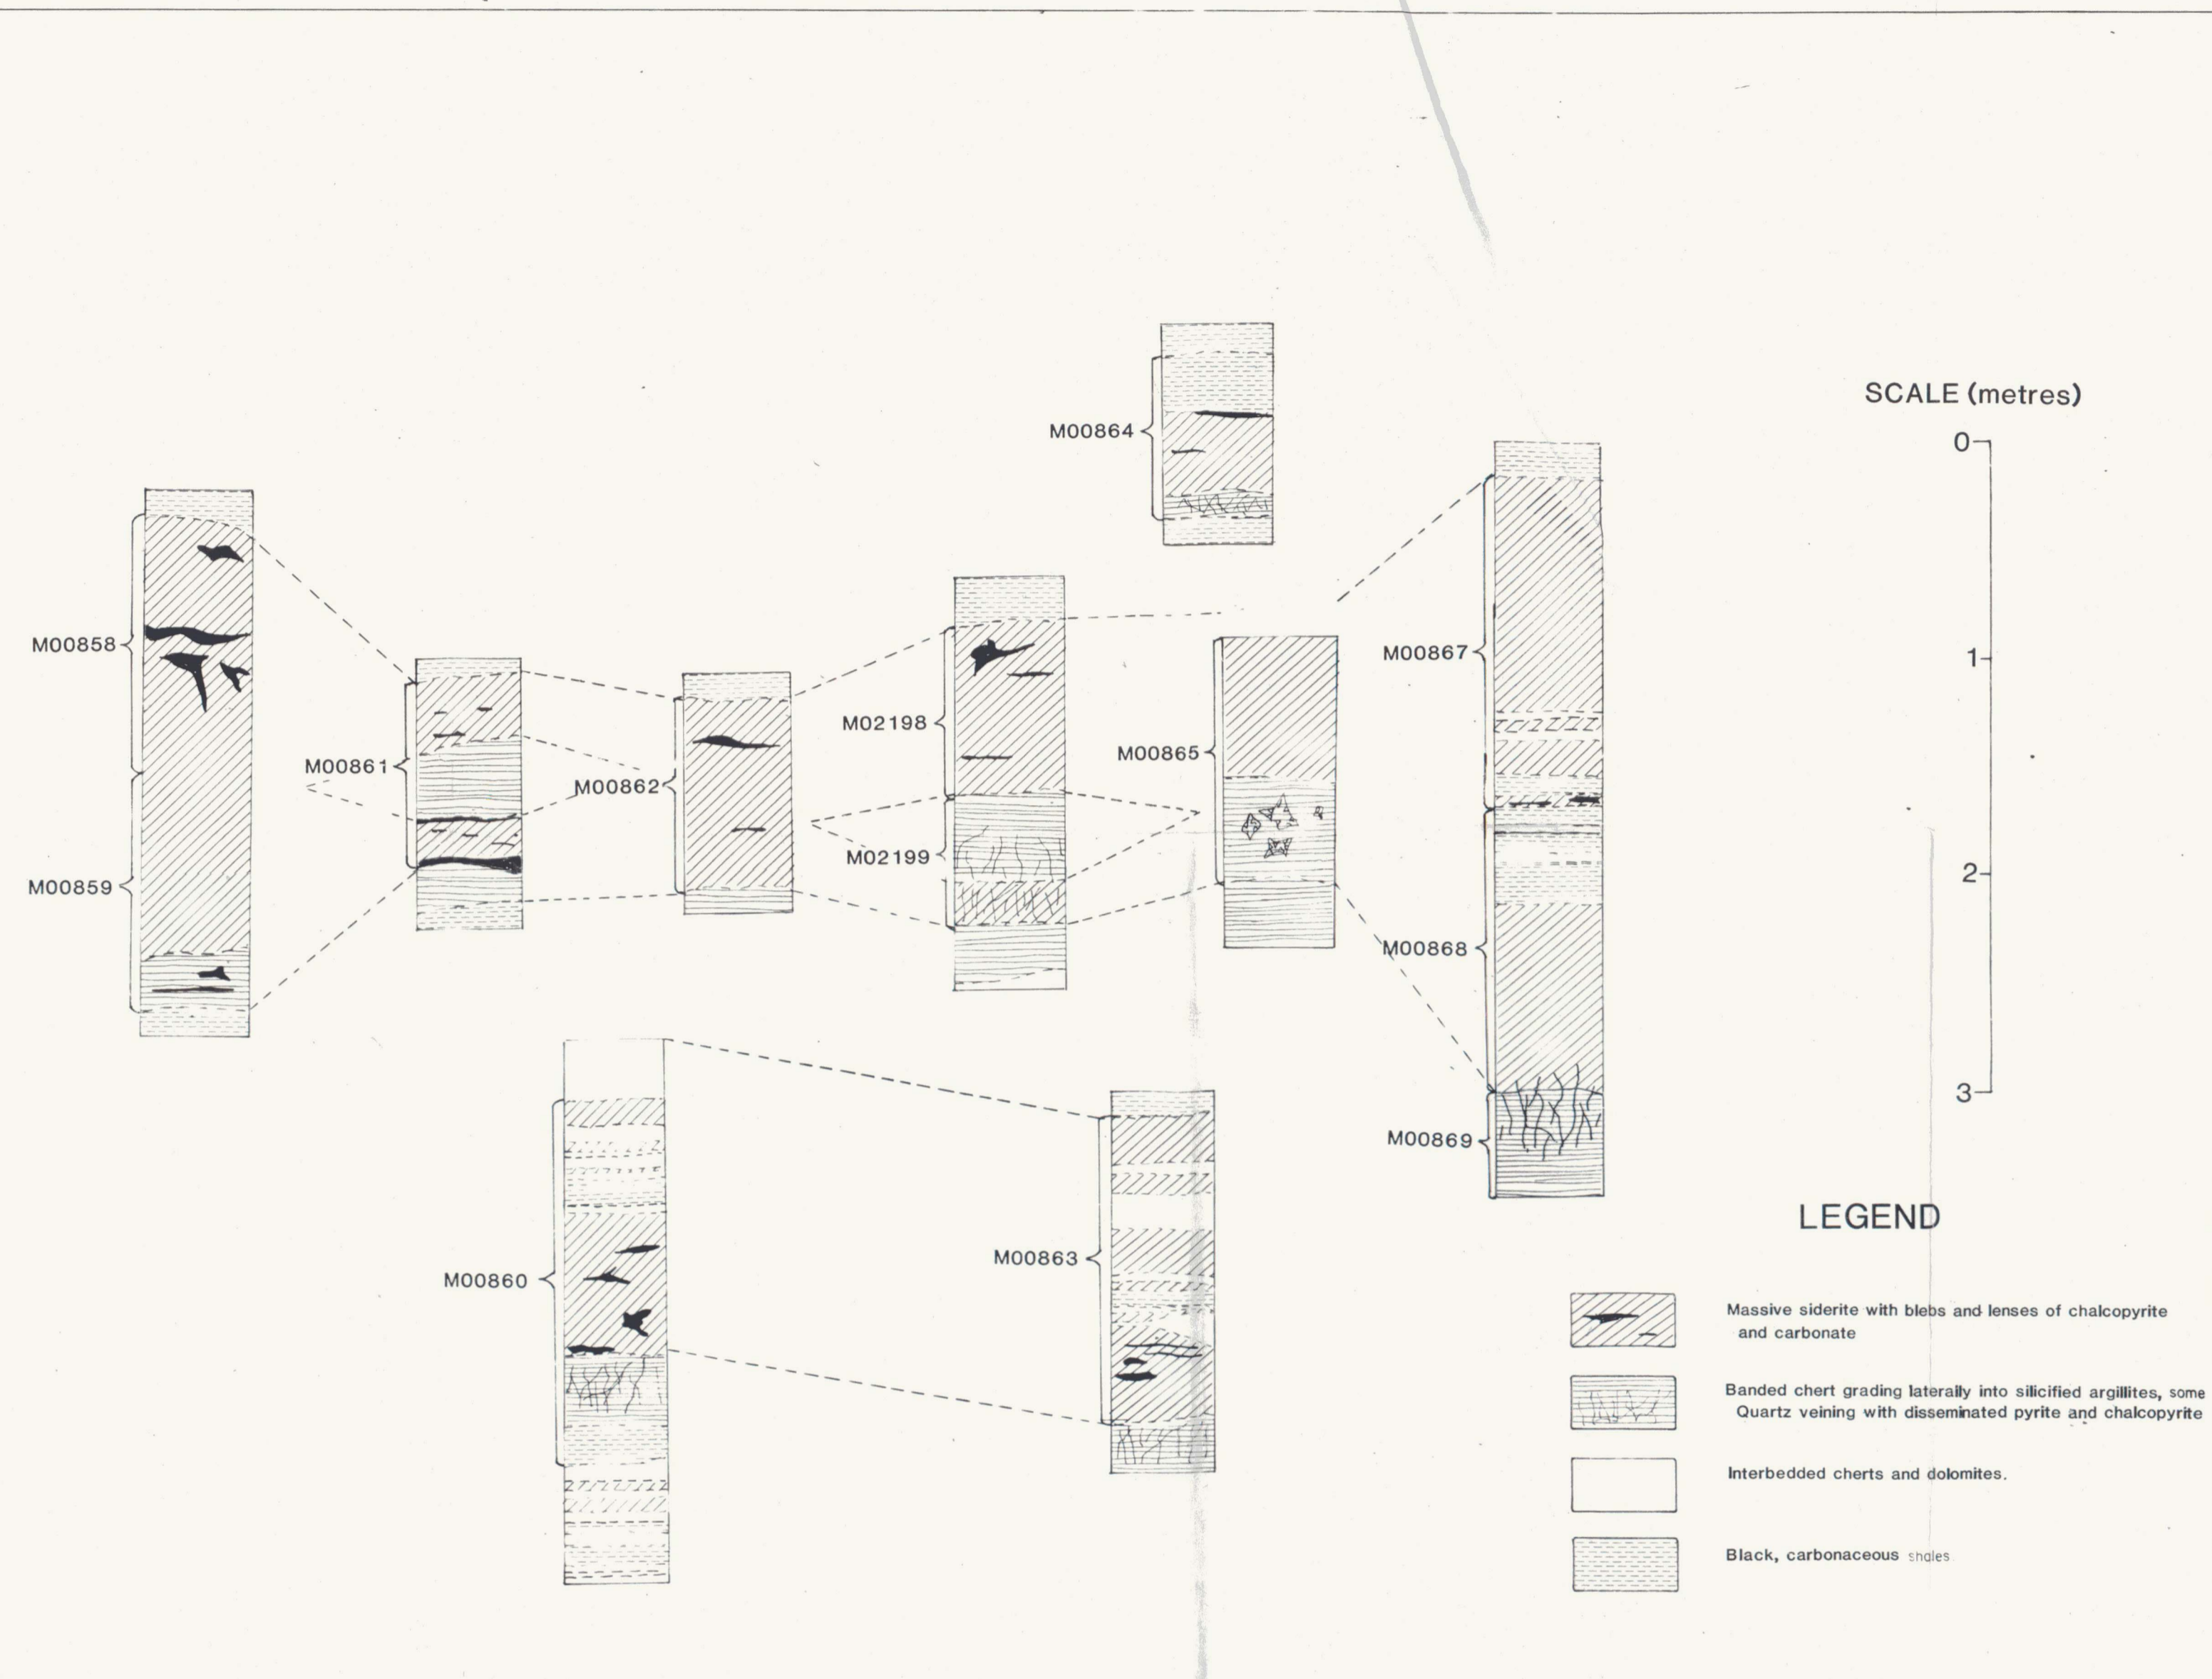 M00864
SCALE (metres)
0
M00858
M00867
1
M02198
M00865
M00861
M00862
M02199
2
M00859
M00868
3
M00869
LEGEND
M00863
M00860
Massive siderite with blebs and lenses of chalcopyrite
and carbonate
Banded chert grading laterally into silicified argillites, some
Quartz veining with disseminated pyrite and chalcopyrite
Interbedded cherts and dolomites.
Black, carbonaceous shales